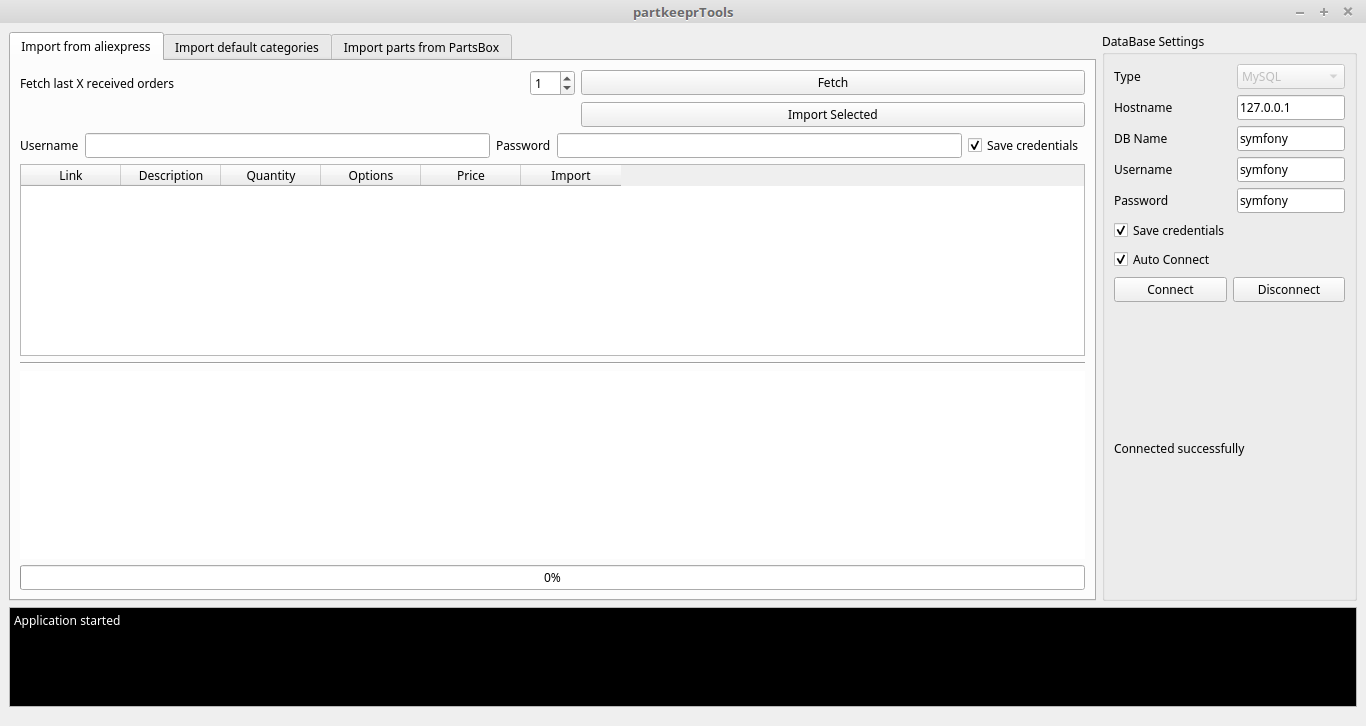 partkeeprTools
Import from aliexpress
Import default categories
Import parts from PartsBox
Fetch last X received orders
1
Fetch
Import Selected
Username
Password
Save credentials
Link
Description
Quantity
Options
Price
Import
0%
DataBase Settings
Type
MySQL
Hostname
127.0.0.1
DB Name
symfony
Username
symfony
Password
symfony
Save credentials
Auto Connect
Connect
Disconnect
Connected successfully
Application started